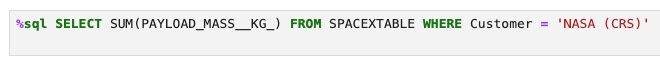 %sql SELECT SUM(PAYLOAD_MASS__KG_) FROM SPACEXTABLE WHERE Customer = 'NASA (CRS)'